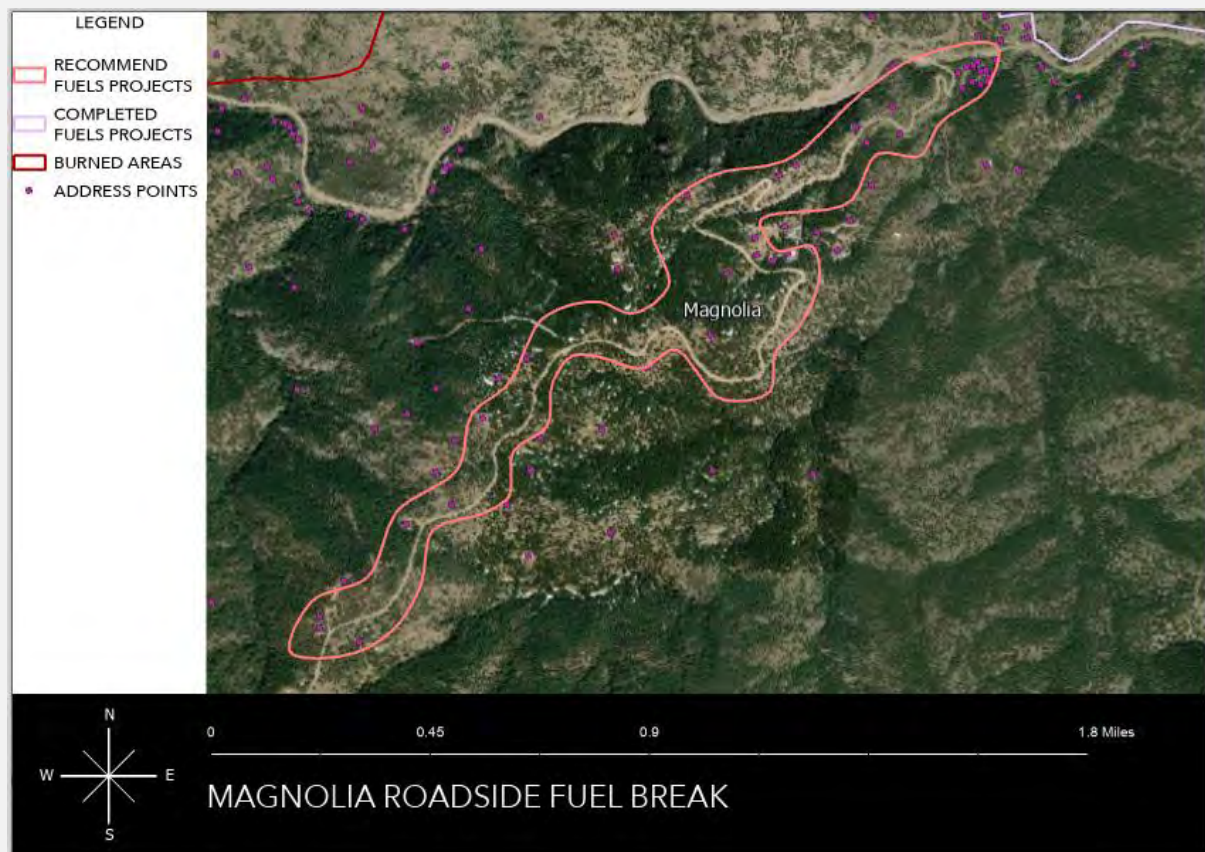 LEGEND
RECOMMEND
FUELS PROJECTS
COMPLETED
FUELS PROJECTS
BURNED AREAS
ADDRESS POINTS
Magnolia
N
W
E
S
0
0.45
0.9
1.8 Miles
MAGNOLIA ROADSIDE FUEL BREAK